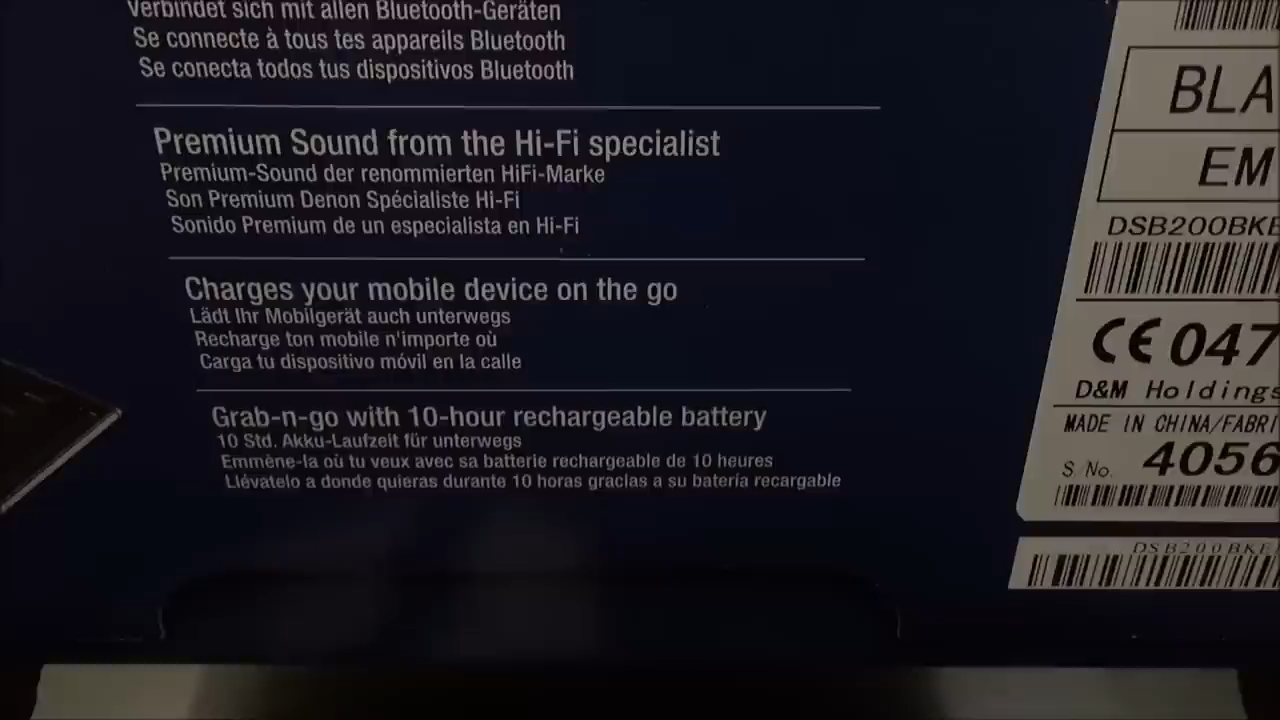 Verbindet sich mit allen Bluetooth-Geräten
Se connecte à tous tes appareils Bluetooth
Se conecta todos tus dispositivos Bluetooth
Premium Sound from the Hi-Fi specialist
Premium-Sound der renommierten HiFi-Marke
Son Premium Denon Spécialiste Hi-Fi
Sonido Premium de un especialista en Hi-Fi
Charges your mobile device on the go
Lädt Ihr Mobilgerät auch unterwegs
Recharge ton mobile n'importe où
Carga tu dispositivo móvil en la calle
Grab-n-go with 10-hour rechargeable battery
10 Std. Akku-Laufzeit für unterwegs
Emmène-la où tu veux avec sa batterie rechargeable de 10 heures
Llévatelo a donde quieras durante 10 horas gracias a su batería recargable
BLA
EM
DSB200BKE
CE 047
D&M Holdings
MADE IN CHINA/FABRI
S/No. 4056
DSB200BKE